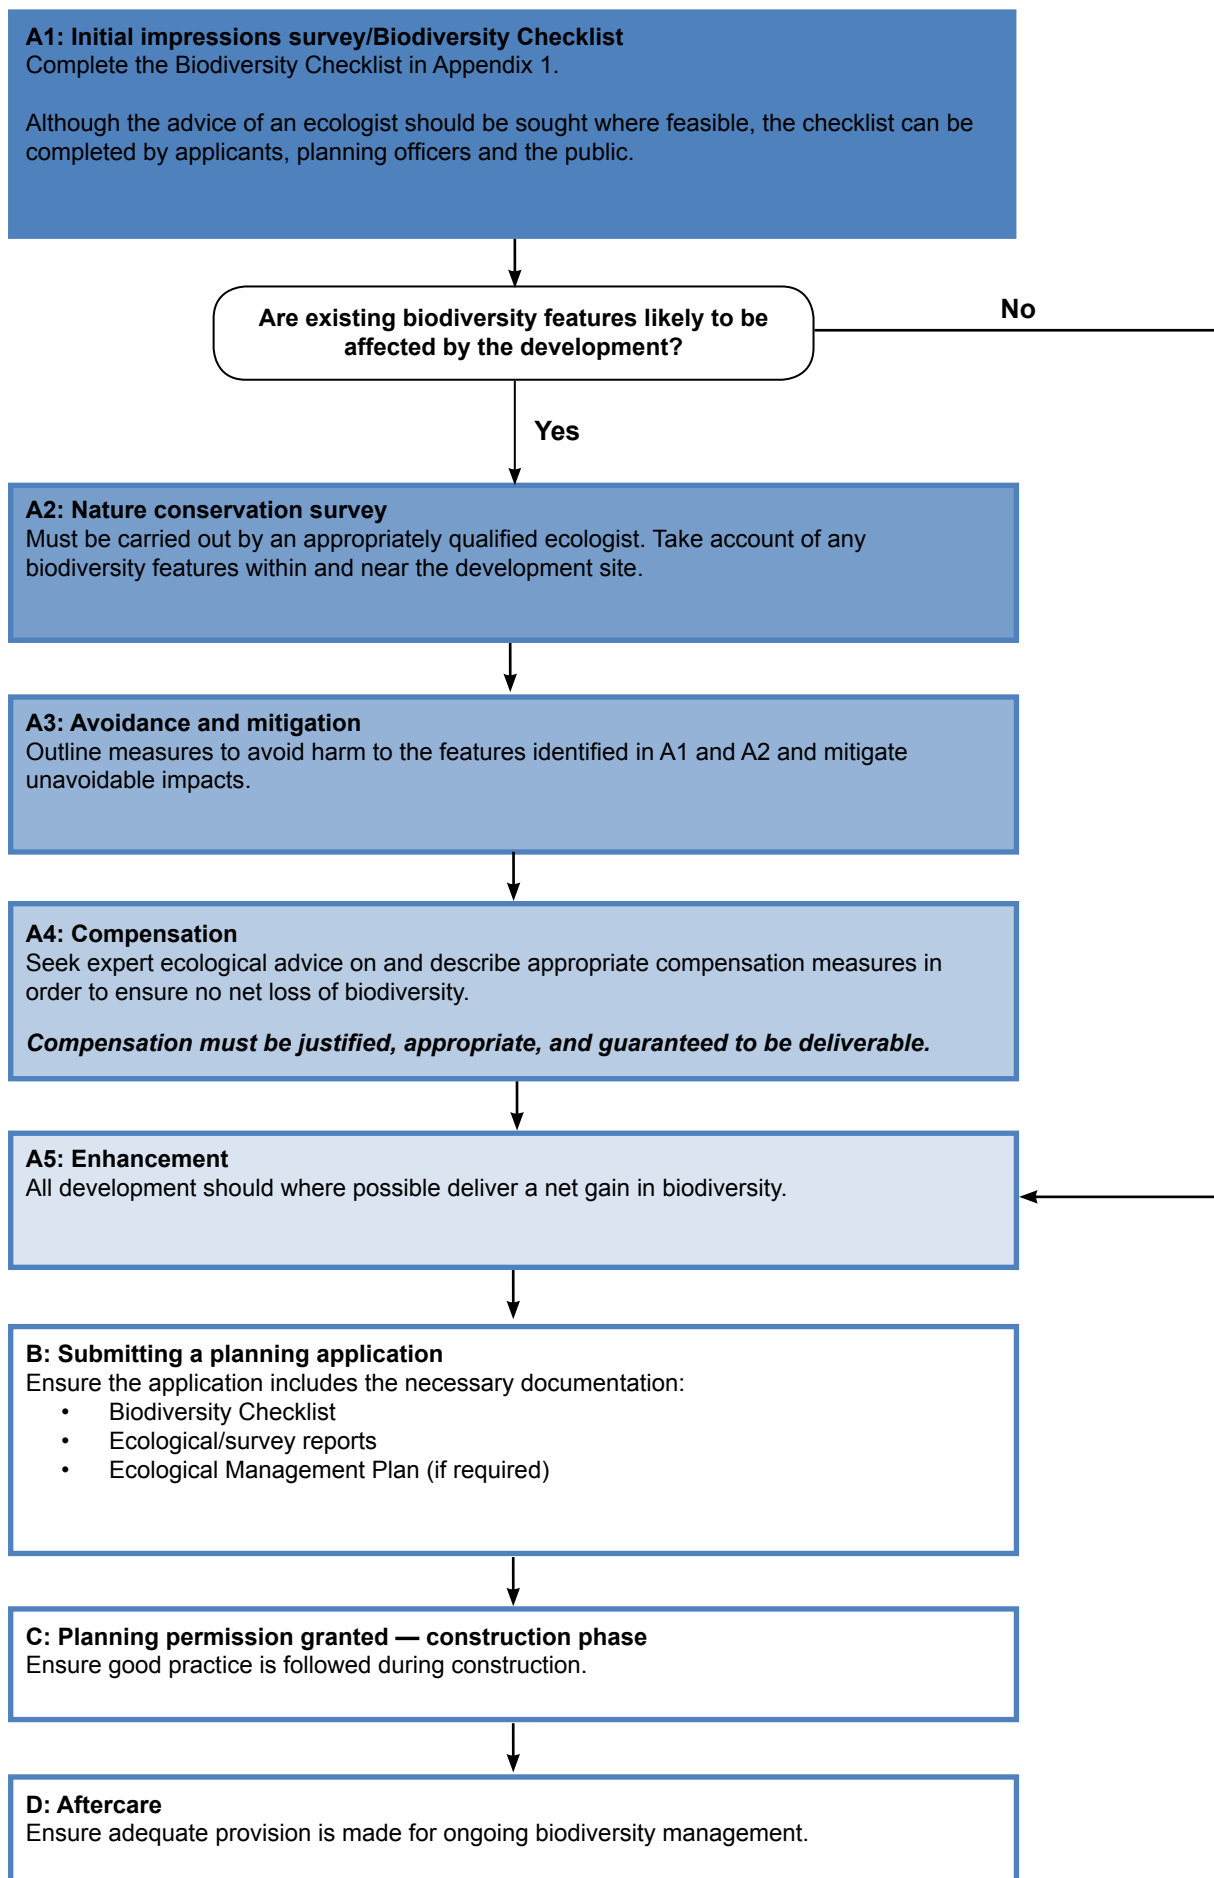 A1: Initial impressions survey/Biodiversity Checklist
Complete the Biodiversity Checklist in Appendix 1.
Although the advice of an ecologist should be sought where feasible, the checklist can be
completed by applicants, planning officers and the public.
Are existing biodiversity features likely to be
affected by the development?
No
Yes
A2: Nature conservation survey
Must be carried out by an appropriately qualified ecologist. Take account of any
biodiversity features within and near the development site.
A3: Avoidance and mitigation
Outline measures to avoid harm to the features identified in A1 and A2 and mitigate
unavoidable impacts.
A4: Compensation
Seek expert ecological advice on and describe appropriate compensation measures in
order to ensure no net loss of biodiversity.
Compensation must be justified, appropriate, and guaranteed to be deliverable.
A5: Enhancement
All development should where possible deliver a net gain in biodiversity.
B: Submitting a planning application
Ensure the application includes the necessary documentation:
• Biodiversity Checklist
• Ecological/survey reports
• Ecological Management Plan (if required)
C: Planning permission granted — construction phase
Ensure good practice is followed during construction.
D: Aftercare
Ensure adequate provision is made for ongoing biodiversity management.